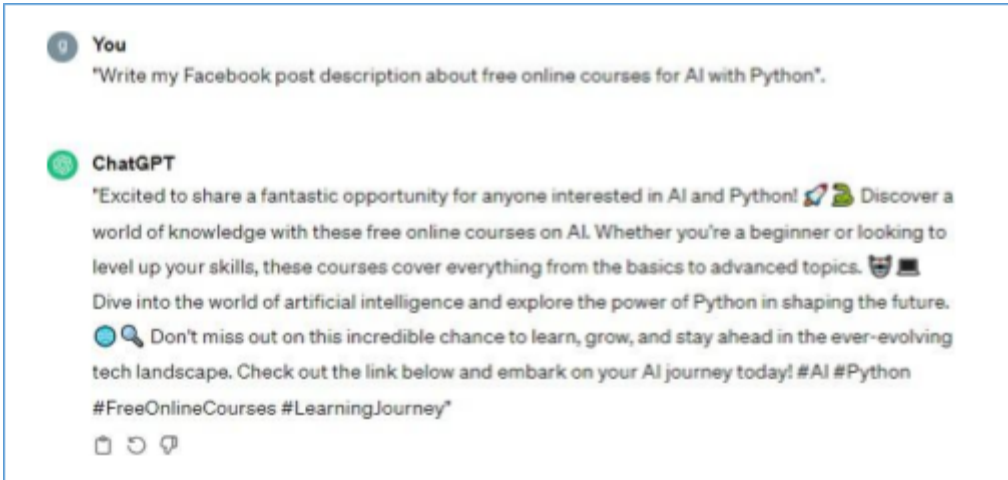 g
You
"Write my Facebook post description about free online courses for AI with Python".
ChatGPT
"Excited to share a fantastic opportunity for anyone interested in AI and Python! 🚀🐍 Discover a
world of knowledge with these free online courses on AI. Whether you're a beginner or looking to
level up your skills, these courses cover everything from the basics to advanced topics. 🤖💻
Dive into the world of artificial intelligence and explore the power of Python in shaping the future.
🌐🔍 Don't miss out on this incredible chance to learn, grow, and stay ahead in the ever-evolving
tech landscape. Check out the link below and embark on your AI journey today! #AI #Python
#FreeOnlineCourses #LearningJourney"